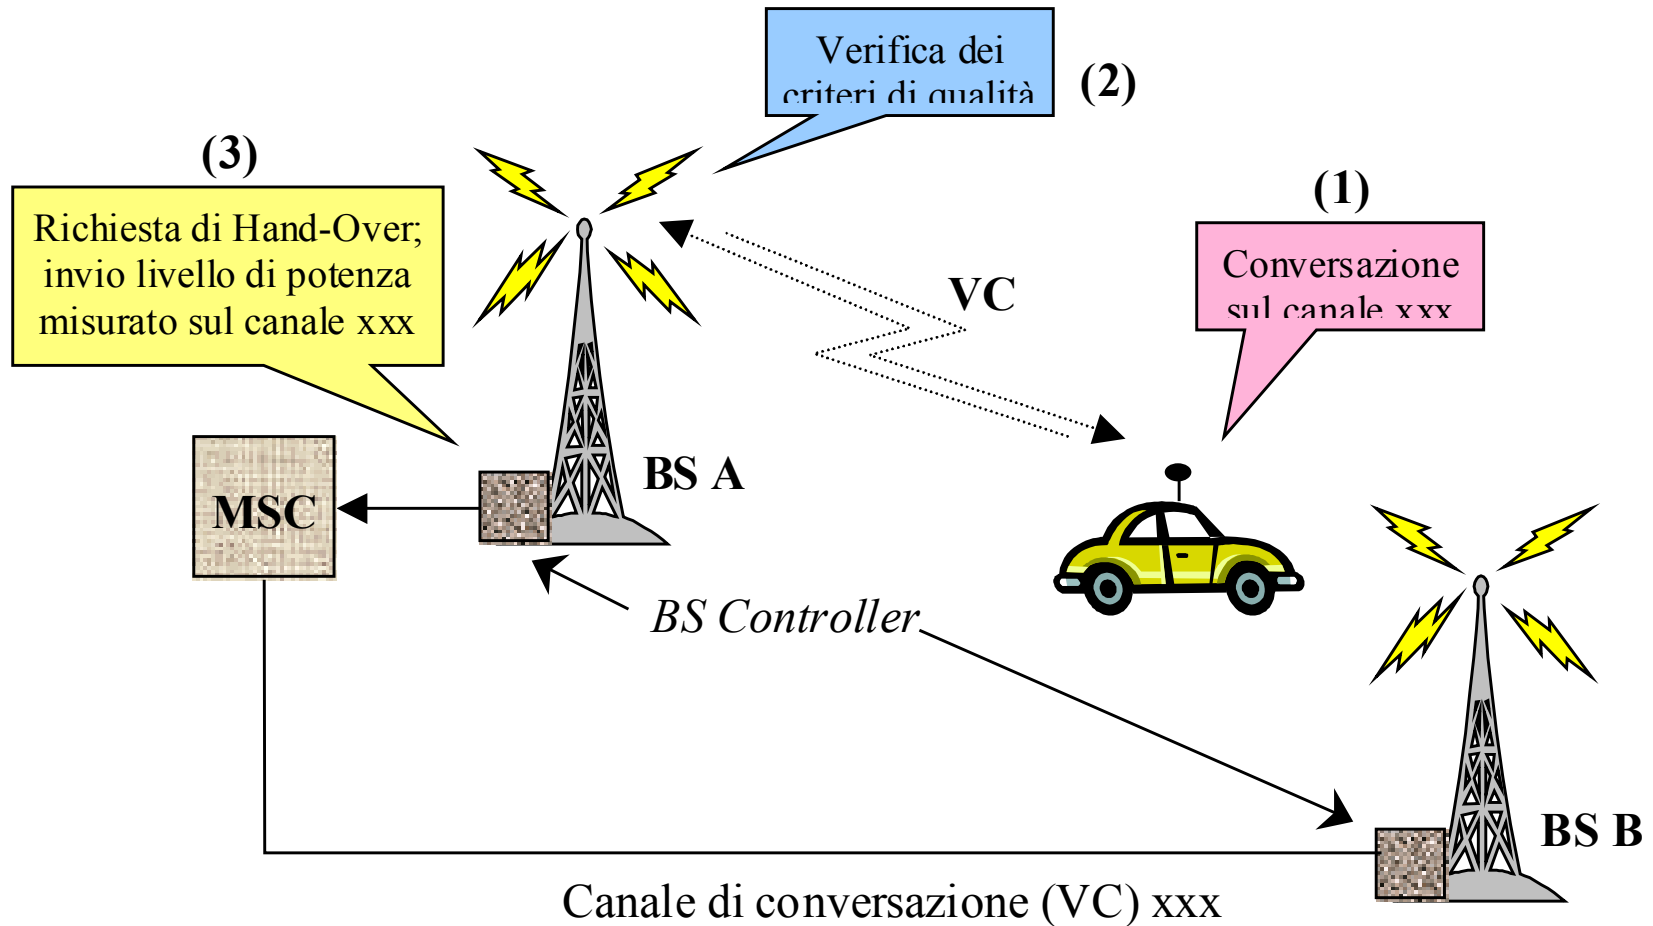 Verifica dei
criteri di qualità
(2)
(3)
Richiesta di Hand-Over;
invio livello di potenza
misurato sul canale xxx
(1)
Conversazione
sul canale xxx
VC
BS A
MSC
BS Controller
BS B
Canale di conversazione (VC) xxx